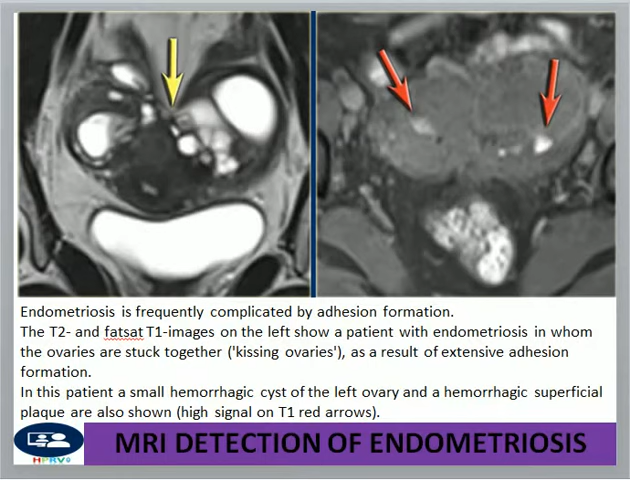 Endometriosis is frequently complicated by adhesion formation.
The T2- and fatsat T1-images on the left show a patient with endometriosis in whom
the ovaries are stuck together ('kissing ovaries'), as a result of extensive adhesion
formation.
In this patient a small hemorrhagic cyst of the left ovary and a hemorrhagic superficial
plaque are also shown (high signal on T1 red arrows).
HPRV
MRI DETECTION OF ENDOMETRIOSIS